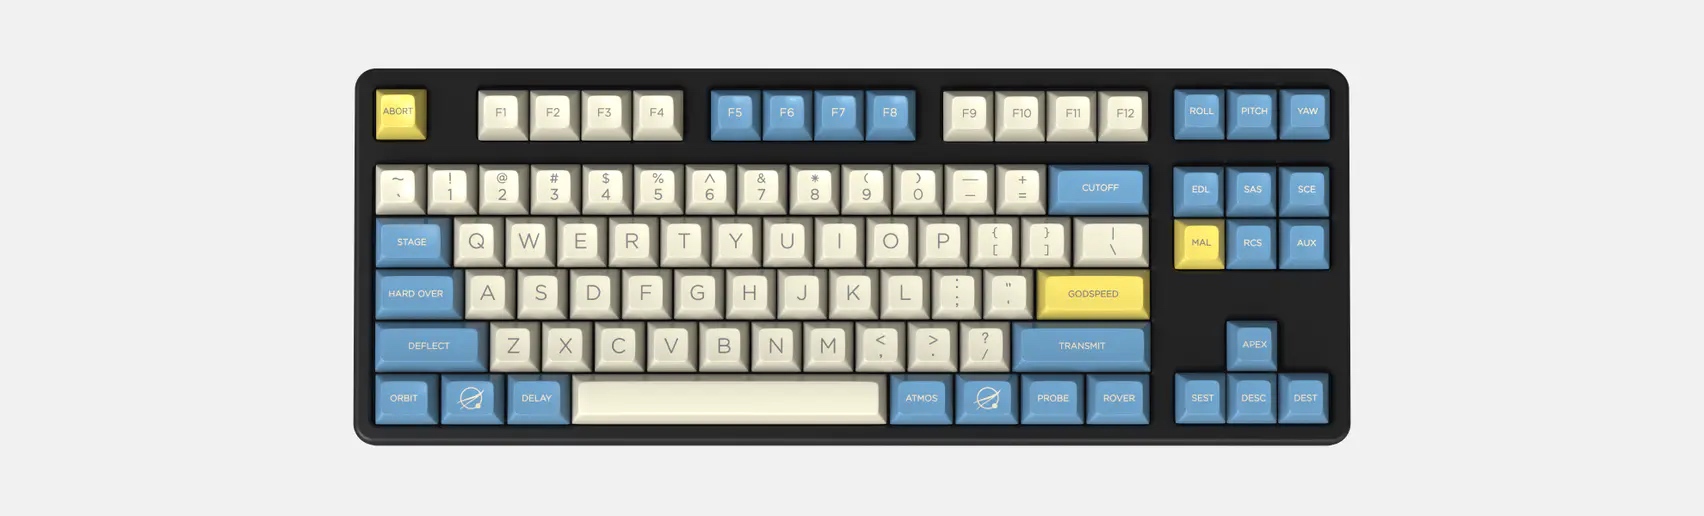 ABORT F1 F2 F3 F4 F5 F6 F7 F8 F9 F10 F11 F12 ROLL PITCH YAW
~ ! @ # $ % ^ & * ( ) — +
` 1 2 3 4 5 6 7 8 9 0 – = CUTOFF EDL SAS SCE
STAGE Q W E R T Y U I O P { [ } ] | \ MAL RCS AUX
HARD OVER A S D F G H J K L : ; " ' GODSPEED
DEFLECT Z X C V B N M < , > . ? / TRANSMIT APEX
ORBIT DELAY ATMOS PROBE ROVER SEST DESC DEST